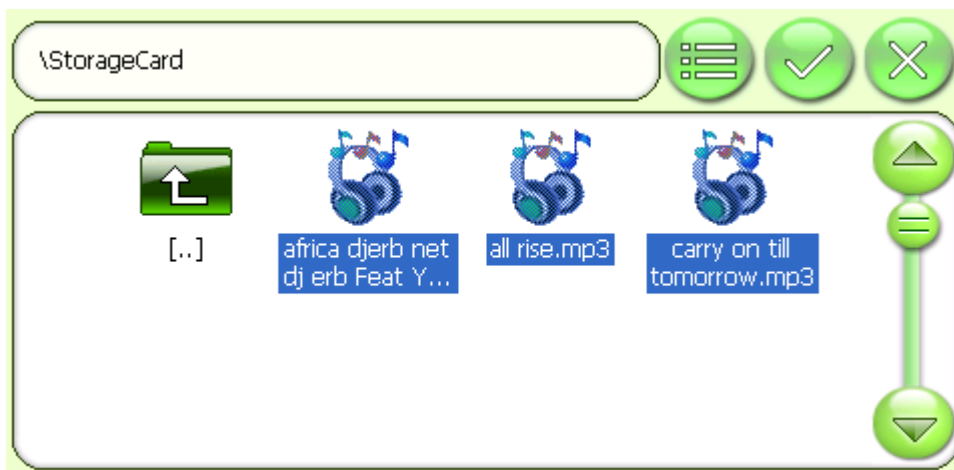 \StorageCard
[..]
africa djerb net
dj erb Feat Y...
all rise.mp3
carry on till
tomorrow.mp3